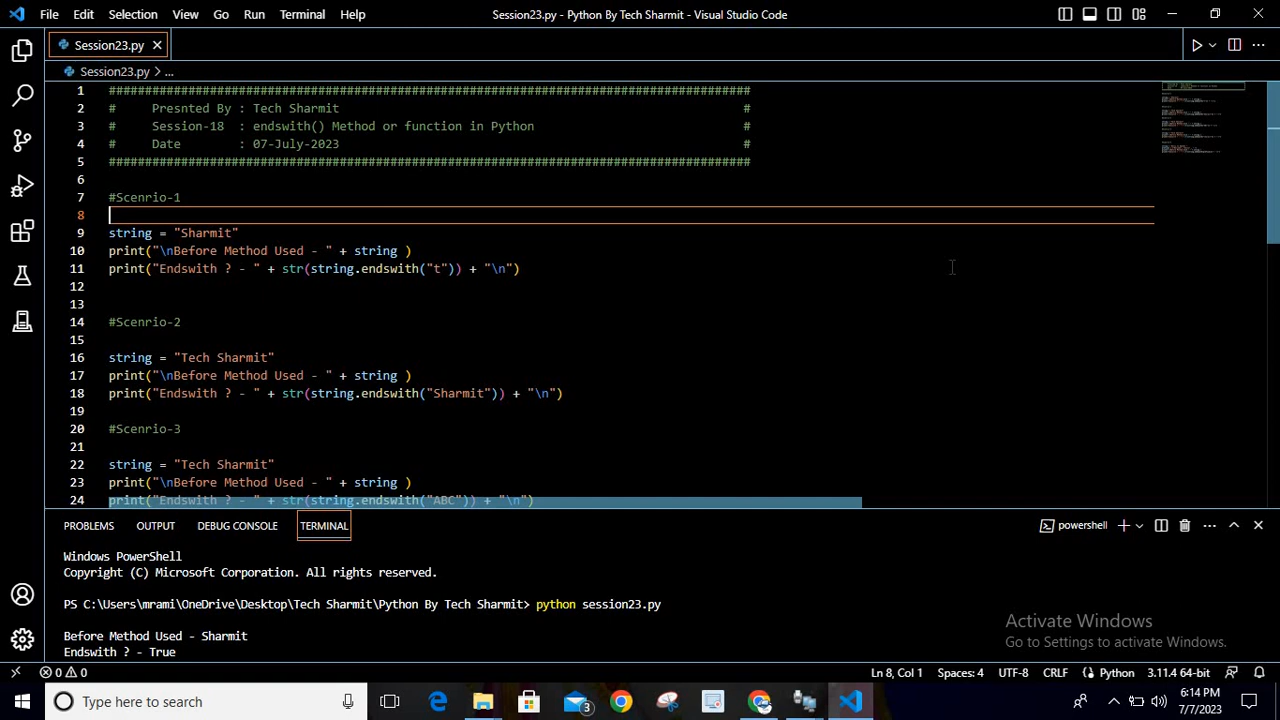 File Edit Selection View Go Run Terminal Help Session23.py - Python By Tech Sharmit - Visual Studio Code
Session23.py
Session23.py > ...
1 ########################################################################################
2 # Presnted By : Tech Sharmit #
3 # Session-18 : endswith() Method or function in Python #
4 # Date : 07-July-2023 #
5 ########################################################################################
6
7 #Scenrio-1
8
9 string = "Sharmit"
10 print("\nBefore Method Used - " + string )
11 print("Endswith ? - " + str(string.endswith("t")) + "\n")
12
13
14 #Scenrio-2
15
16 string = "Tech Sharmit"
17 print("\nBefore Method Used - " + string )
18 print("Endswith ? - " + str(string.endswith("Sharmit")) + "\n")
19
20 #Scenrio-3
21
22 string = "Tech Sharmit"
23 print("\nBefore Method Used - " + string )
24 print("Endswith ? - " + str(string.endswith("ABC")) + "\n")
PROBLEMS OUTPUT DEBUG CONSOLE TERMINAL powershell
Windows PowerShell
Copyright (C) Microsoft Corporation. All rights reserved.
PS C:\Users\mrami\OneDrive\Desktop\Tech Sharmit\Python By Tech Sharmit> python session23.py
Before Method Used - Sharmit
Endswith ? - True
Activate Windows
Go to Settings to activate Windows.
0 0 Ln 8, Col 1 Spaces: 4 UTF-8 CRLF Python 3.11.4 64-bit
Type here to search 3 6:14 PM
7/7/2023